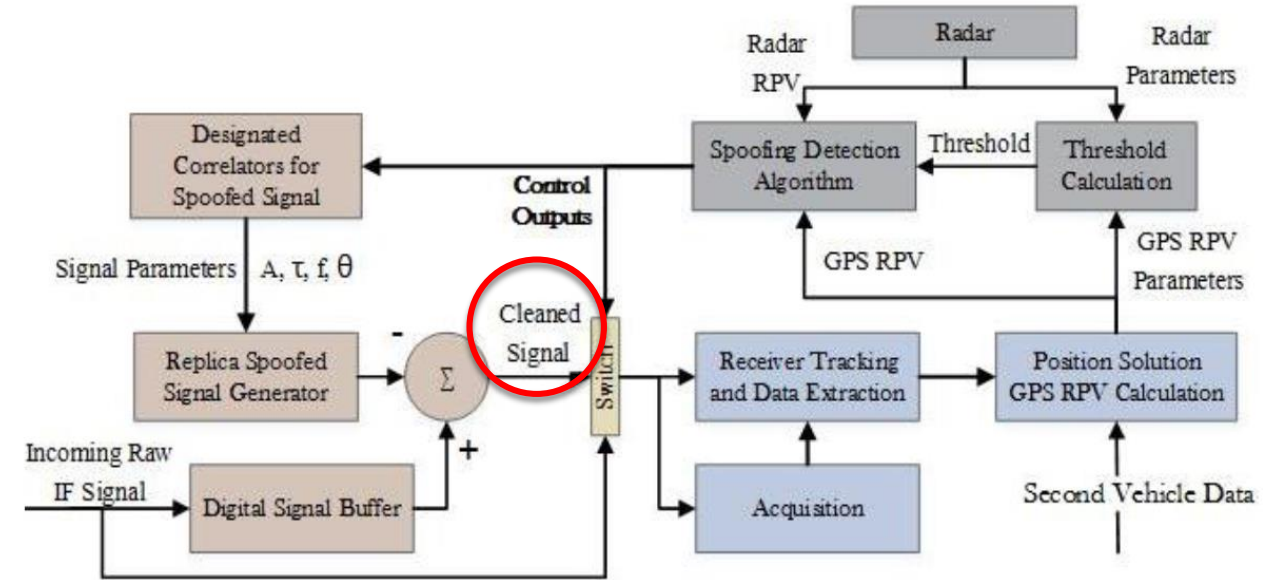 Radar
Radar
RPV
Radar
Parameters
Designated
Correlators for
Spoofed Signal
Spoofing Detection
Algorithm
Threshold
Threshold
Calculation
Control
Outputs
Signal Parameters
A, τ, f, θ
GPS RPV
GPS RPV
Parameters
Cleaned
Signal
Switch
Replica Spoofed
Signal Generator
-
Σ
+
Receiver Tracking
and Data Extraction
Position Solution
GPS RPV Calculation
Incoming Raw
IF Signal
Digital Signal Buffer
Acquisition
Second Vehicle Data